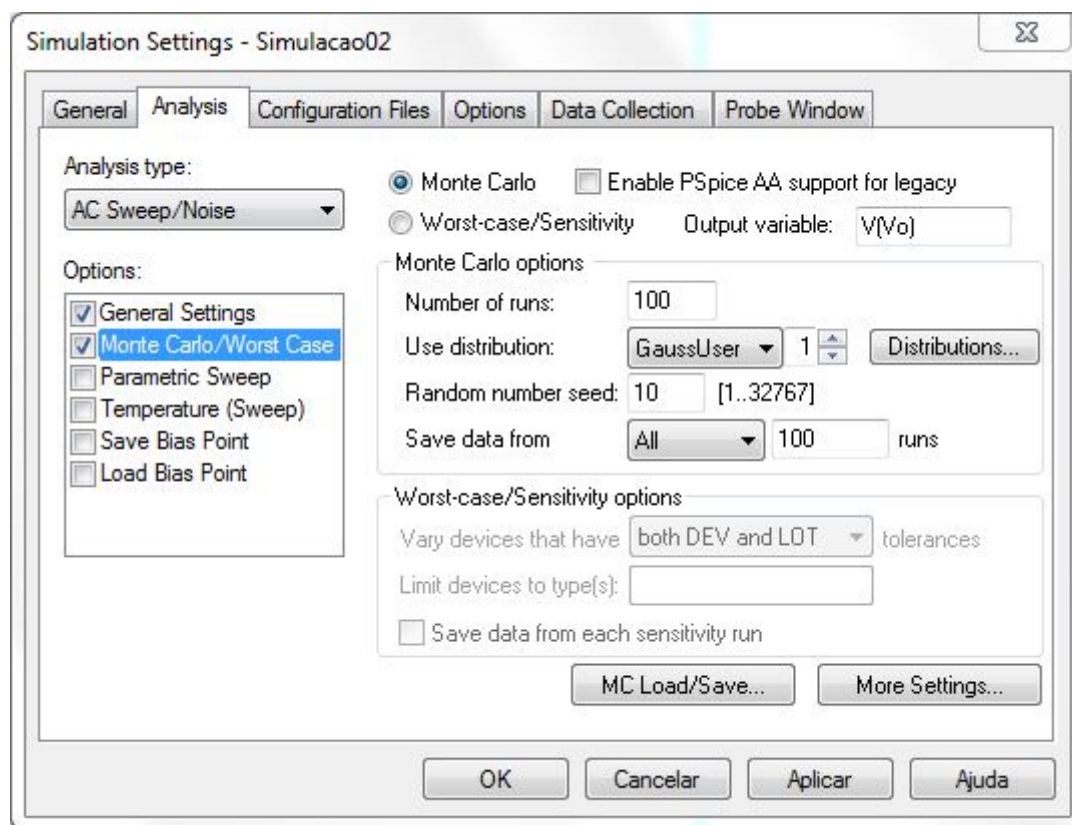 Simulation Settings - Simulacao02
General Analysis Configuration Files Options Data Collection Probe Window
Analysis type:
AC Sweep/Noise
Options:
General Settings
Monte Carlo/Worst Case
Parametric Sweep
Temperature (Sweep)
Save Bias Point
Load Bias Point
Monte Carlo Enable PSpice AA support for legacy
Worst-case/Sensitivity Output variable: V(Vo)
Monte Carlo options
Number of runs: 100
Use distribution: GaussUser 1 Distributions...
Random number seed: 10 [1..32767]
Save data from All 100 runs
Worst-case/Sensitivity options
Vary devices that have both DEV and LOT tolerances
Limit devices to type(s):
Save data from each sensitivity run
MC Load/Save... More Settings...
OK Cancelar Aplicar Ajuda